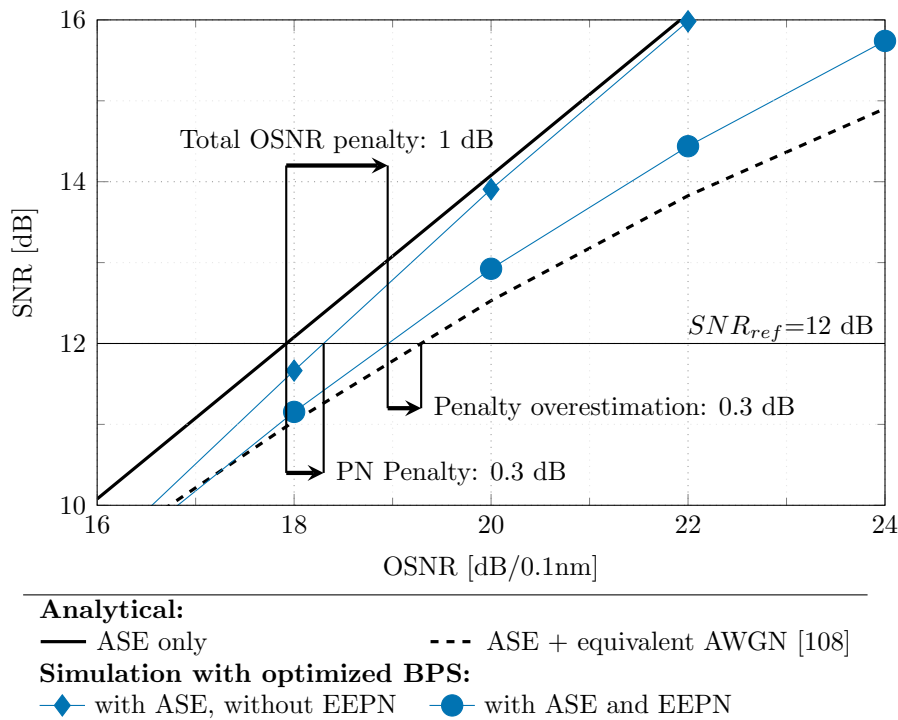 16
14
12
10
SNR [dB]
Total OSNR penalty: 1 dB
SNR_ref=12 dB
Penalty overestimation: 0.3 dB
PN Penalty: 0.3 dB
16 18 20 22 24
OSNR [dB/0.1nm]
Analytical:
ASE only ASE + equivalent AWGN [108]
Simulation with optimized BPS:
with ASE, without EEPN with ASE and EEPN